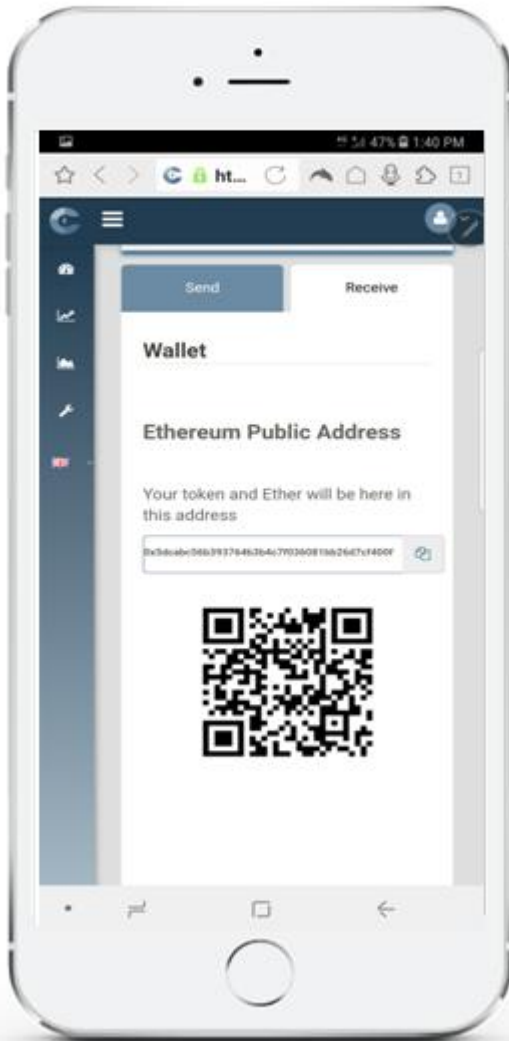 47% 1:40 PM
ht...
Send
Receive
Wallet
Ethereum Public Address
Your token and Ether will be here in
this address